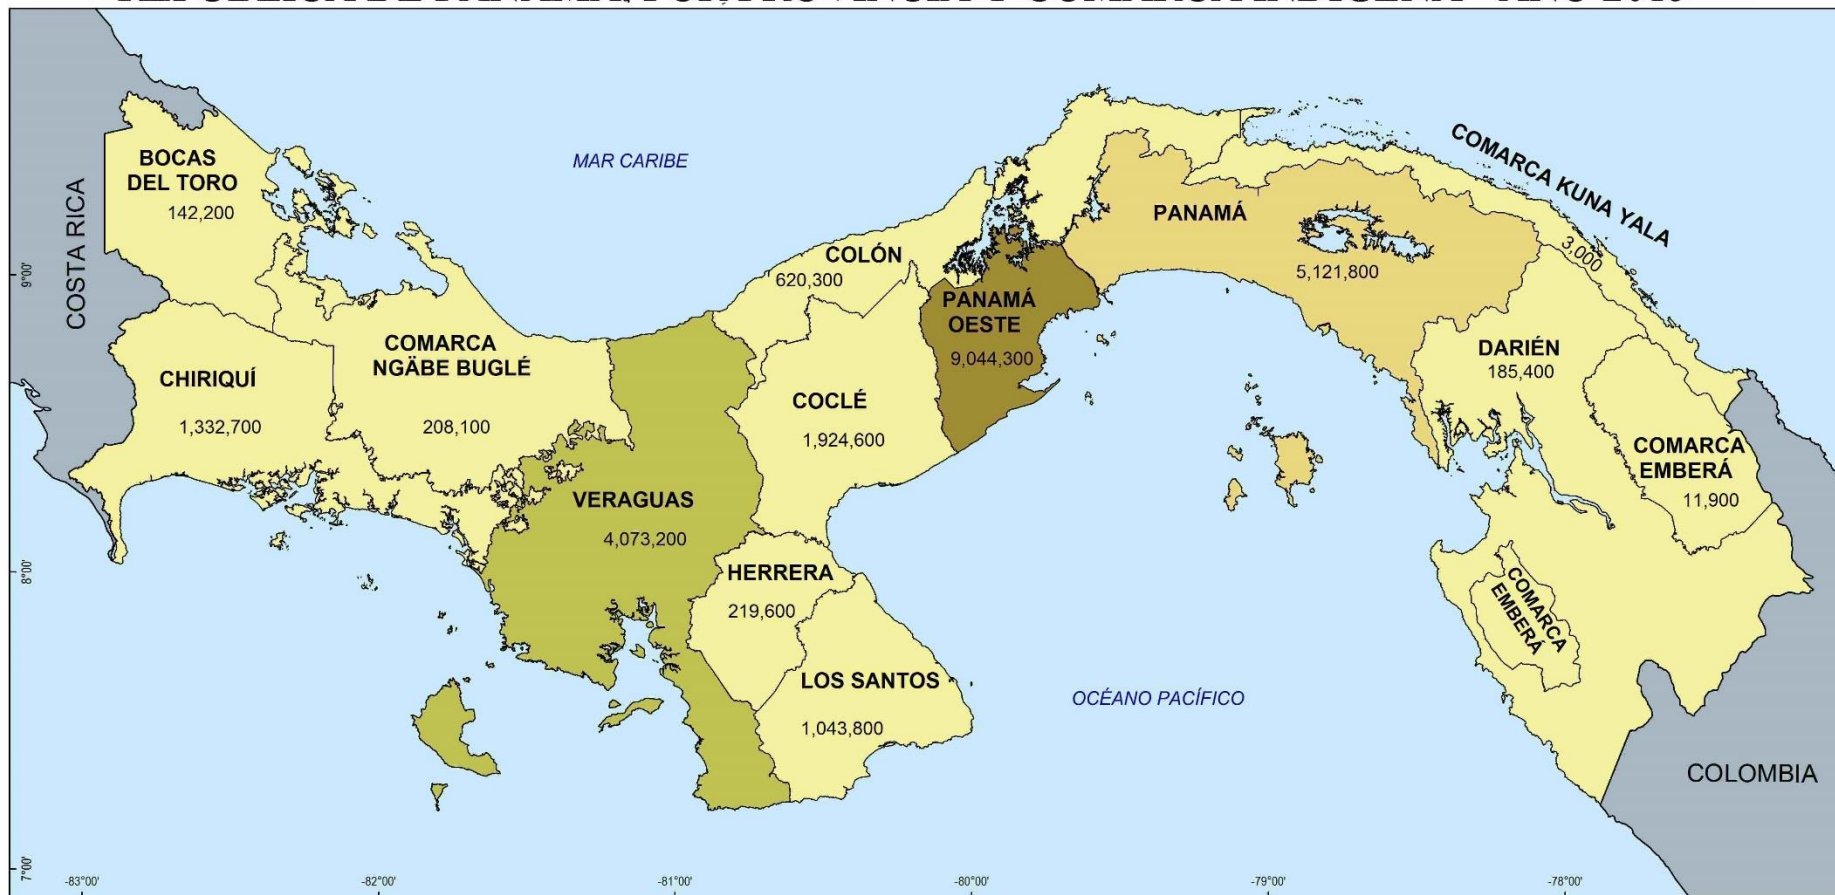 MAR CARIBE
COSTA RICA
BOCAS
DEL TORO
142,200
COLÓN
620,300
PANAMÁ
5,121,800
COMARCA KUNA YALA
3,000
PANAMÁ
OESTE
9,044,300
COMARCA
NGÄBE BUGLÉ
208,100
CHIRIQUÍ
1,332,700
COCLÉ
1,924,600
DARIÉN
185,400
COMARCA
EMBERÁ
11,900
VERAGUAS
4,073,200
HERRERA
219,600
COMARCA
EMBERÁ
LOS SANTOS
1,043,800
OCÉANO PACÍFICO
COLOMBIA
9°00'
8°00'
7°00'
-83°00'
-82°00'
-81°00'
-80°00'
-79°00'
-78°00'